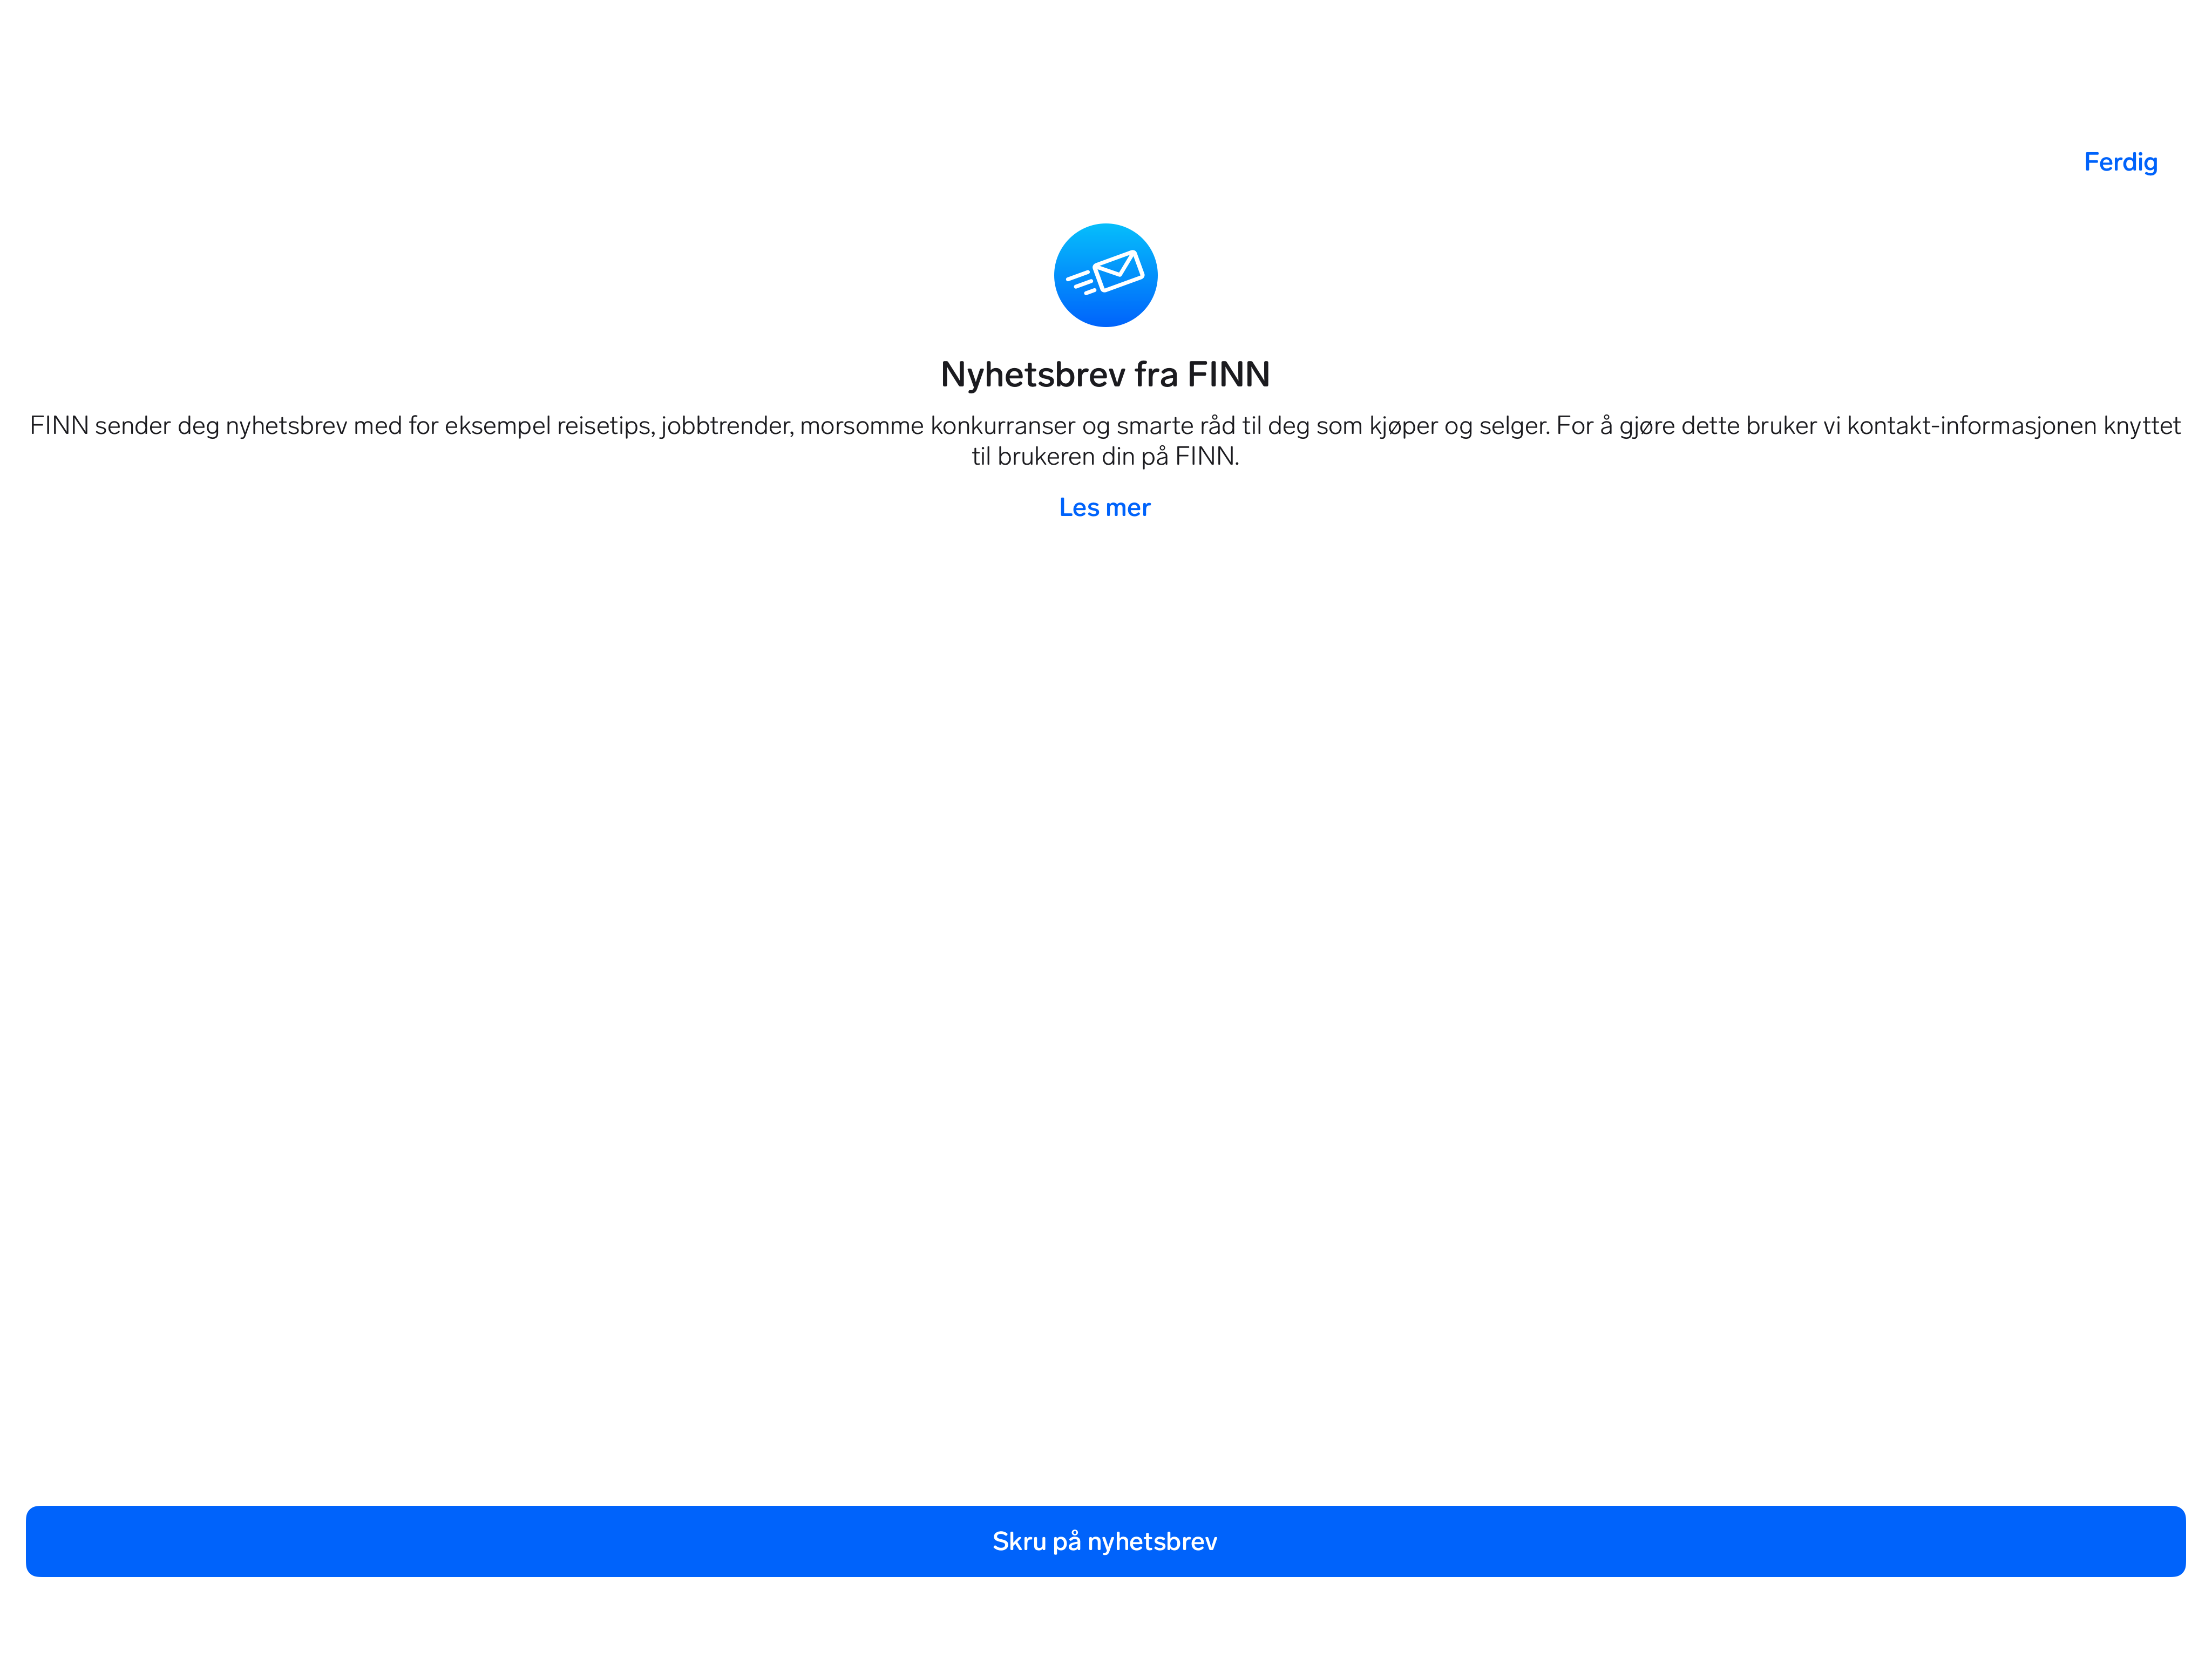 Ferdig
Nyhetsbrev fra FINN
FINN sender deg nyhetsbrev med for eksempel reisetips, jobbtrender, morsomme konkurranser og smarte råd til deg som kjøper og selger. For å gjøre dette bruker vi kontakt-informasjonen knyttet
til brukeren din på FINN.
Les mer
Skru på nyhetsbrev